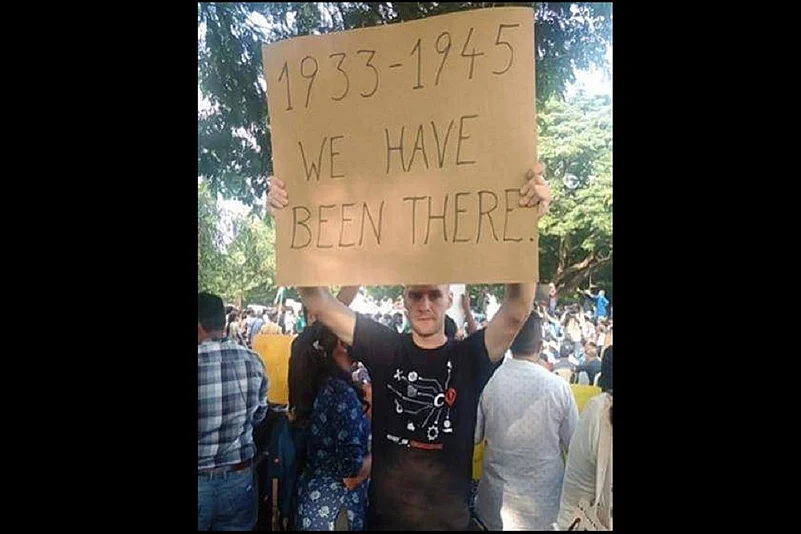 1933-1945
WE HAVE
BEEN THERE.